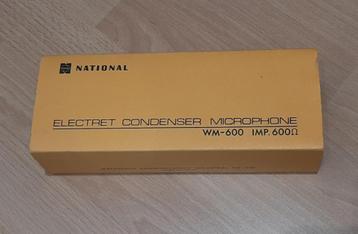 NATIONAL
ELECTRET CONDENSER MICROPHONE
WM-600 IMP. 600Ω